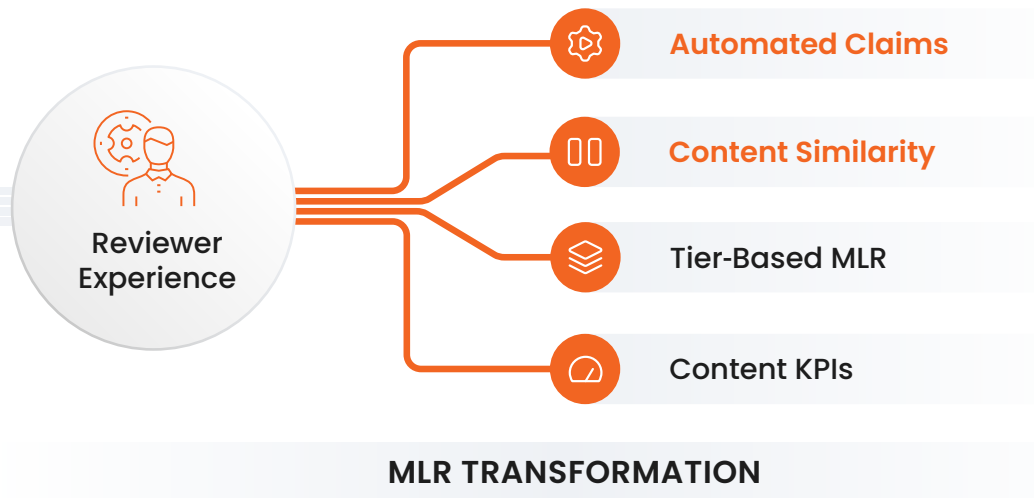 Reviewer
Experience
Automated Claims
Content Similarity
Tier-Based MLR
Content KPIs
MLR TRANSFORMATION